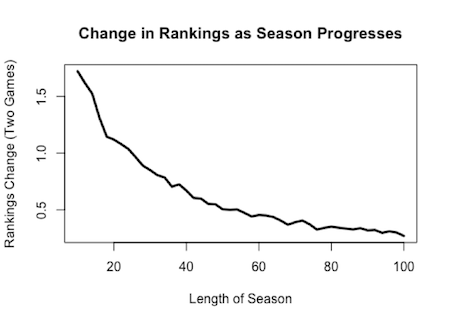 Change in Rankings as Season Progresses
Rankings Change (Two Games)
1.5
1.0
0.5
20 40 60 80 100
Length of Season